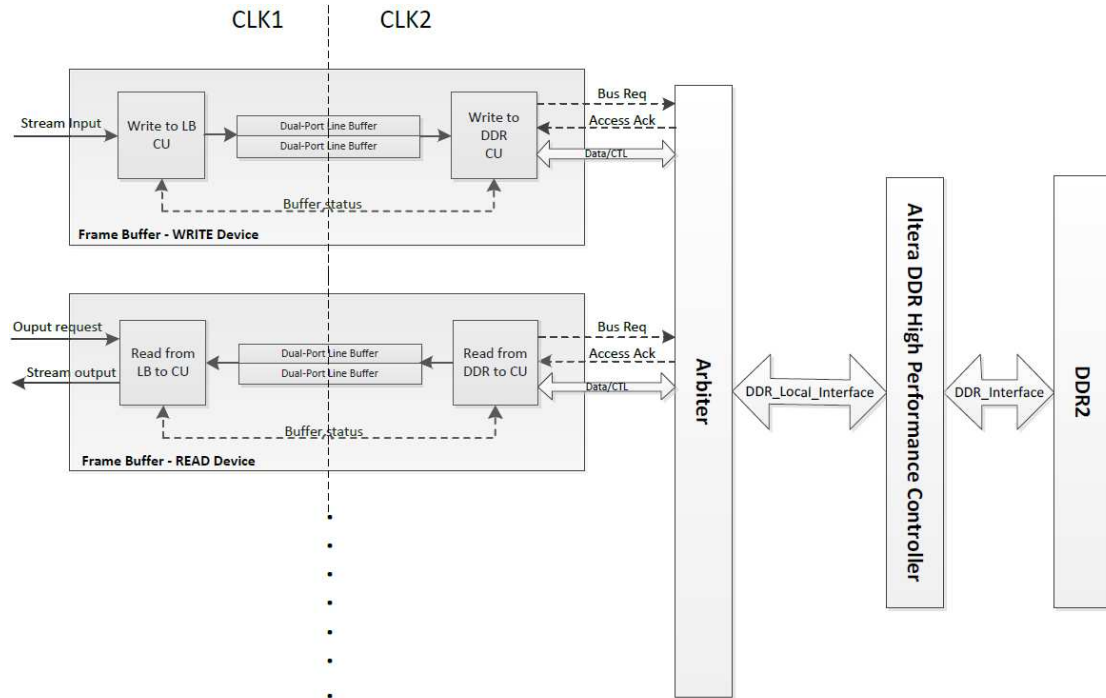 CLK1
CLK2
Stream Input
Write to LB
CU
Dual-Port Line Buffer
Dual-Port Line Buffer
Write to
DDR
CU
Bus Req
Access Ack
Data/CTL
Buffer status
Frame Buffer - WRITE Device
Ouput request
Stream output
Read from
LB to CU
Dual-Port Line Buffer
Dual-Port Line Buffer
Read from
DDR to CU
Bus Req
Access Ack
Data/CTL
Buffer status
Frame Buffer - READ Device
Arbiter
DDR_Local_Interface
Altera DDR High Performance Controller
DDR_Interface
DDR2